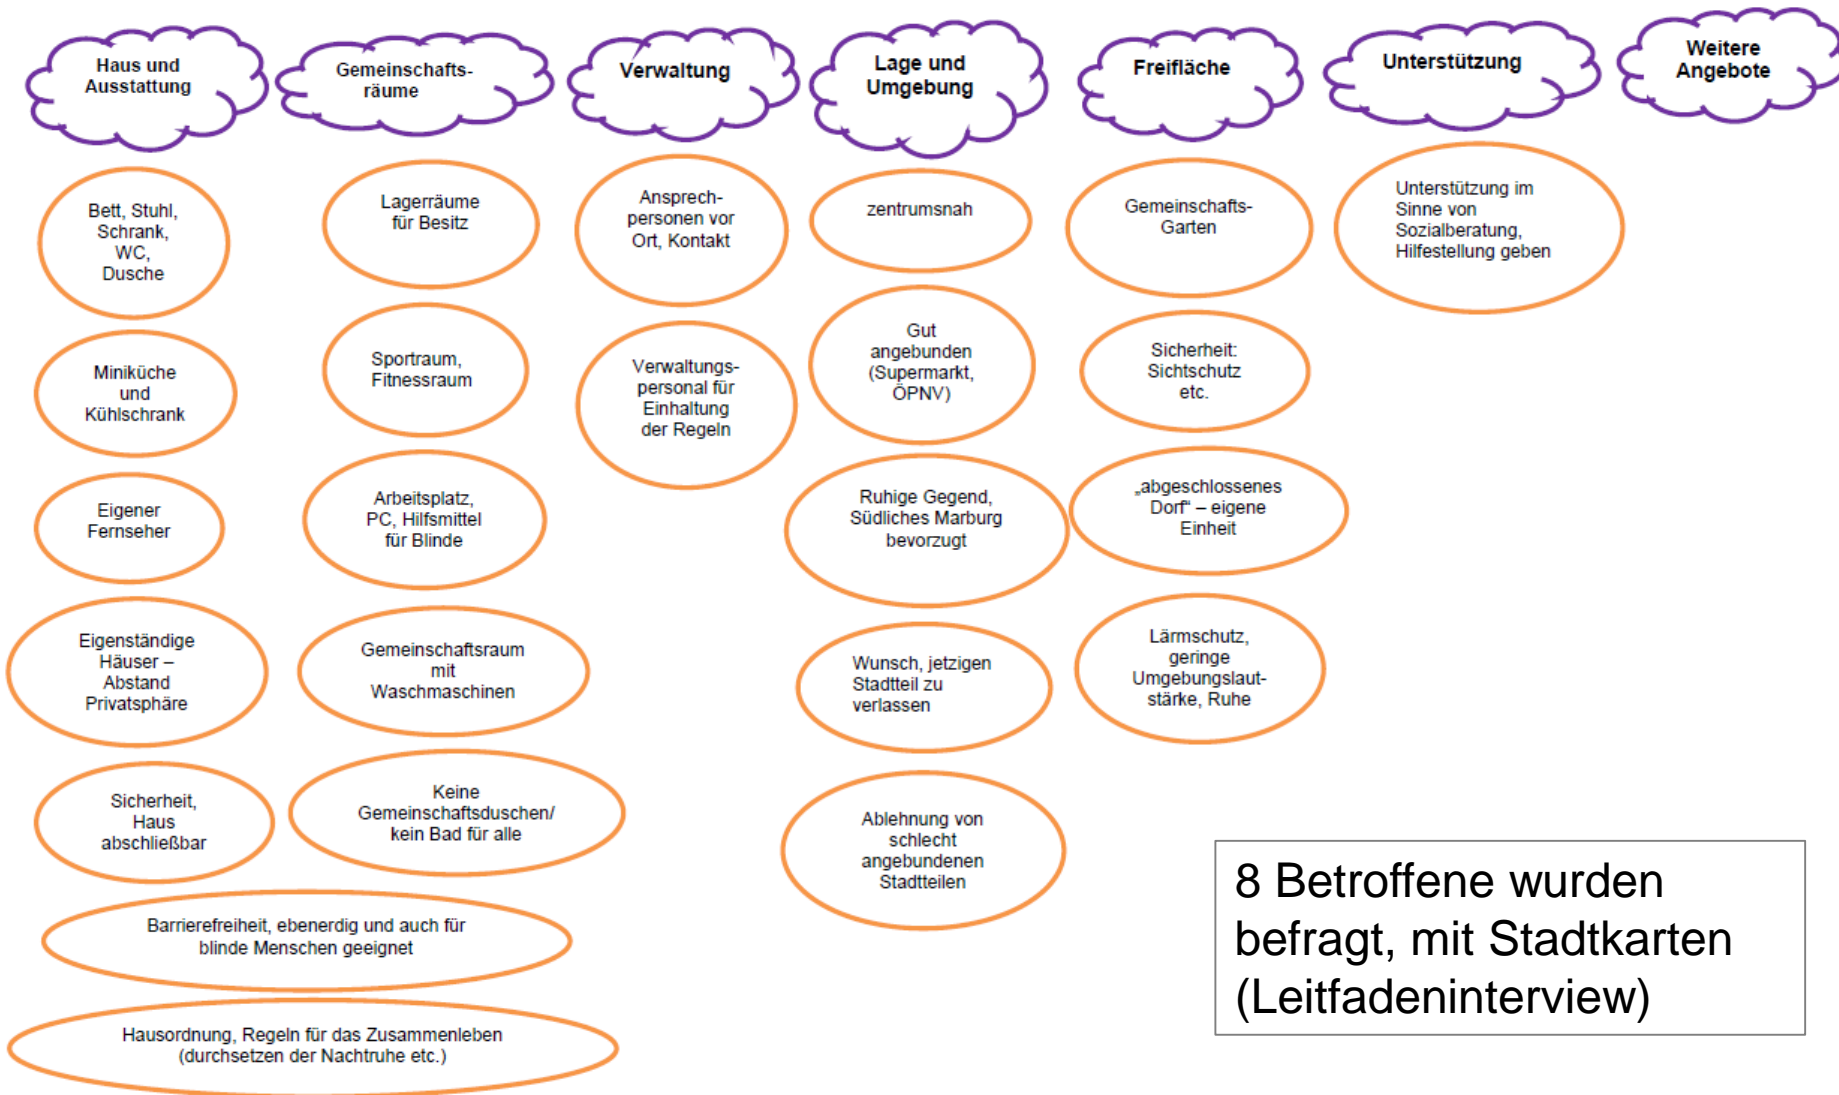 Haus und
Ausstattung
Gemeinschafts-
räume
Verwaltung
Lage und
Umgebung
Freifläche
Unterstützung
Weitere
Angebote
Bett, Stuhl,
Schrank,
WC,
Dusche
Miniküche
und
Kühlschrank
Eigener
Fernseher
Eigenständige
Häuser –
Abstand
Privatsphäre
Sicherheit,
Haus
abschließbar
Lagerräume
für Besitz
Sportraum,
Fitnessraum
Arbeitsplatz,
PC, Hilfsmittel
für Blinde
Gemeinschaftsraum
mit
Waschmaschinen
Keine
Gemeinschaftsduschen/
kein Bad für alle
Barrierefreiheit, ebenerdig und auch für
blinde Menschen geeignet
Hausordnung, Regeln für das Zusammenleben
(durchsetzen der Nachtruhe etc.)
Ansprech-
personen vor
Ort, Kontakt
Verwaltungs-
personal für
Einhaltung
der Regeln
zentrumsnah
Gut
angebunden
(Supermarkt,
ÖPNV)
Ruhige Gegend,
Südliches Marburg
bevorzugt
Wunsch, jetzigen
Stadtteil zu
verlassen
Ablehnung von
schlecht
angebundenen
Stadtteilen
Gemeinschafts-
Garten
Sicherheit:
Sichtschutz
etc.
„abgeschlossenes
Dorf“ – eigene
Einheit
Lärmschutz,
geringe
Umgebungslaut-
stärke, Ruhe
Unterstützung im
Sinne von
Sozialberatung,
Hilfestellung geben
8 Betroffene wurden
befragt, mit Stadtkarten
(Leitfadeninterview)